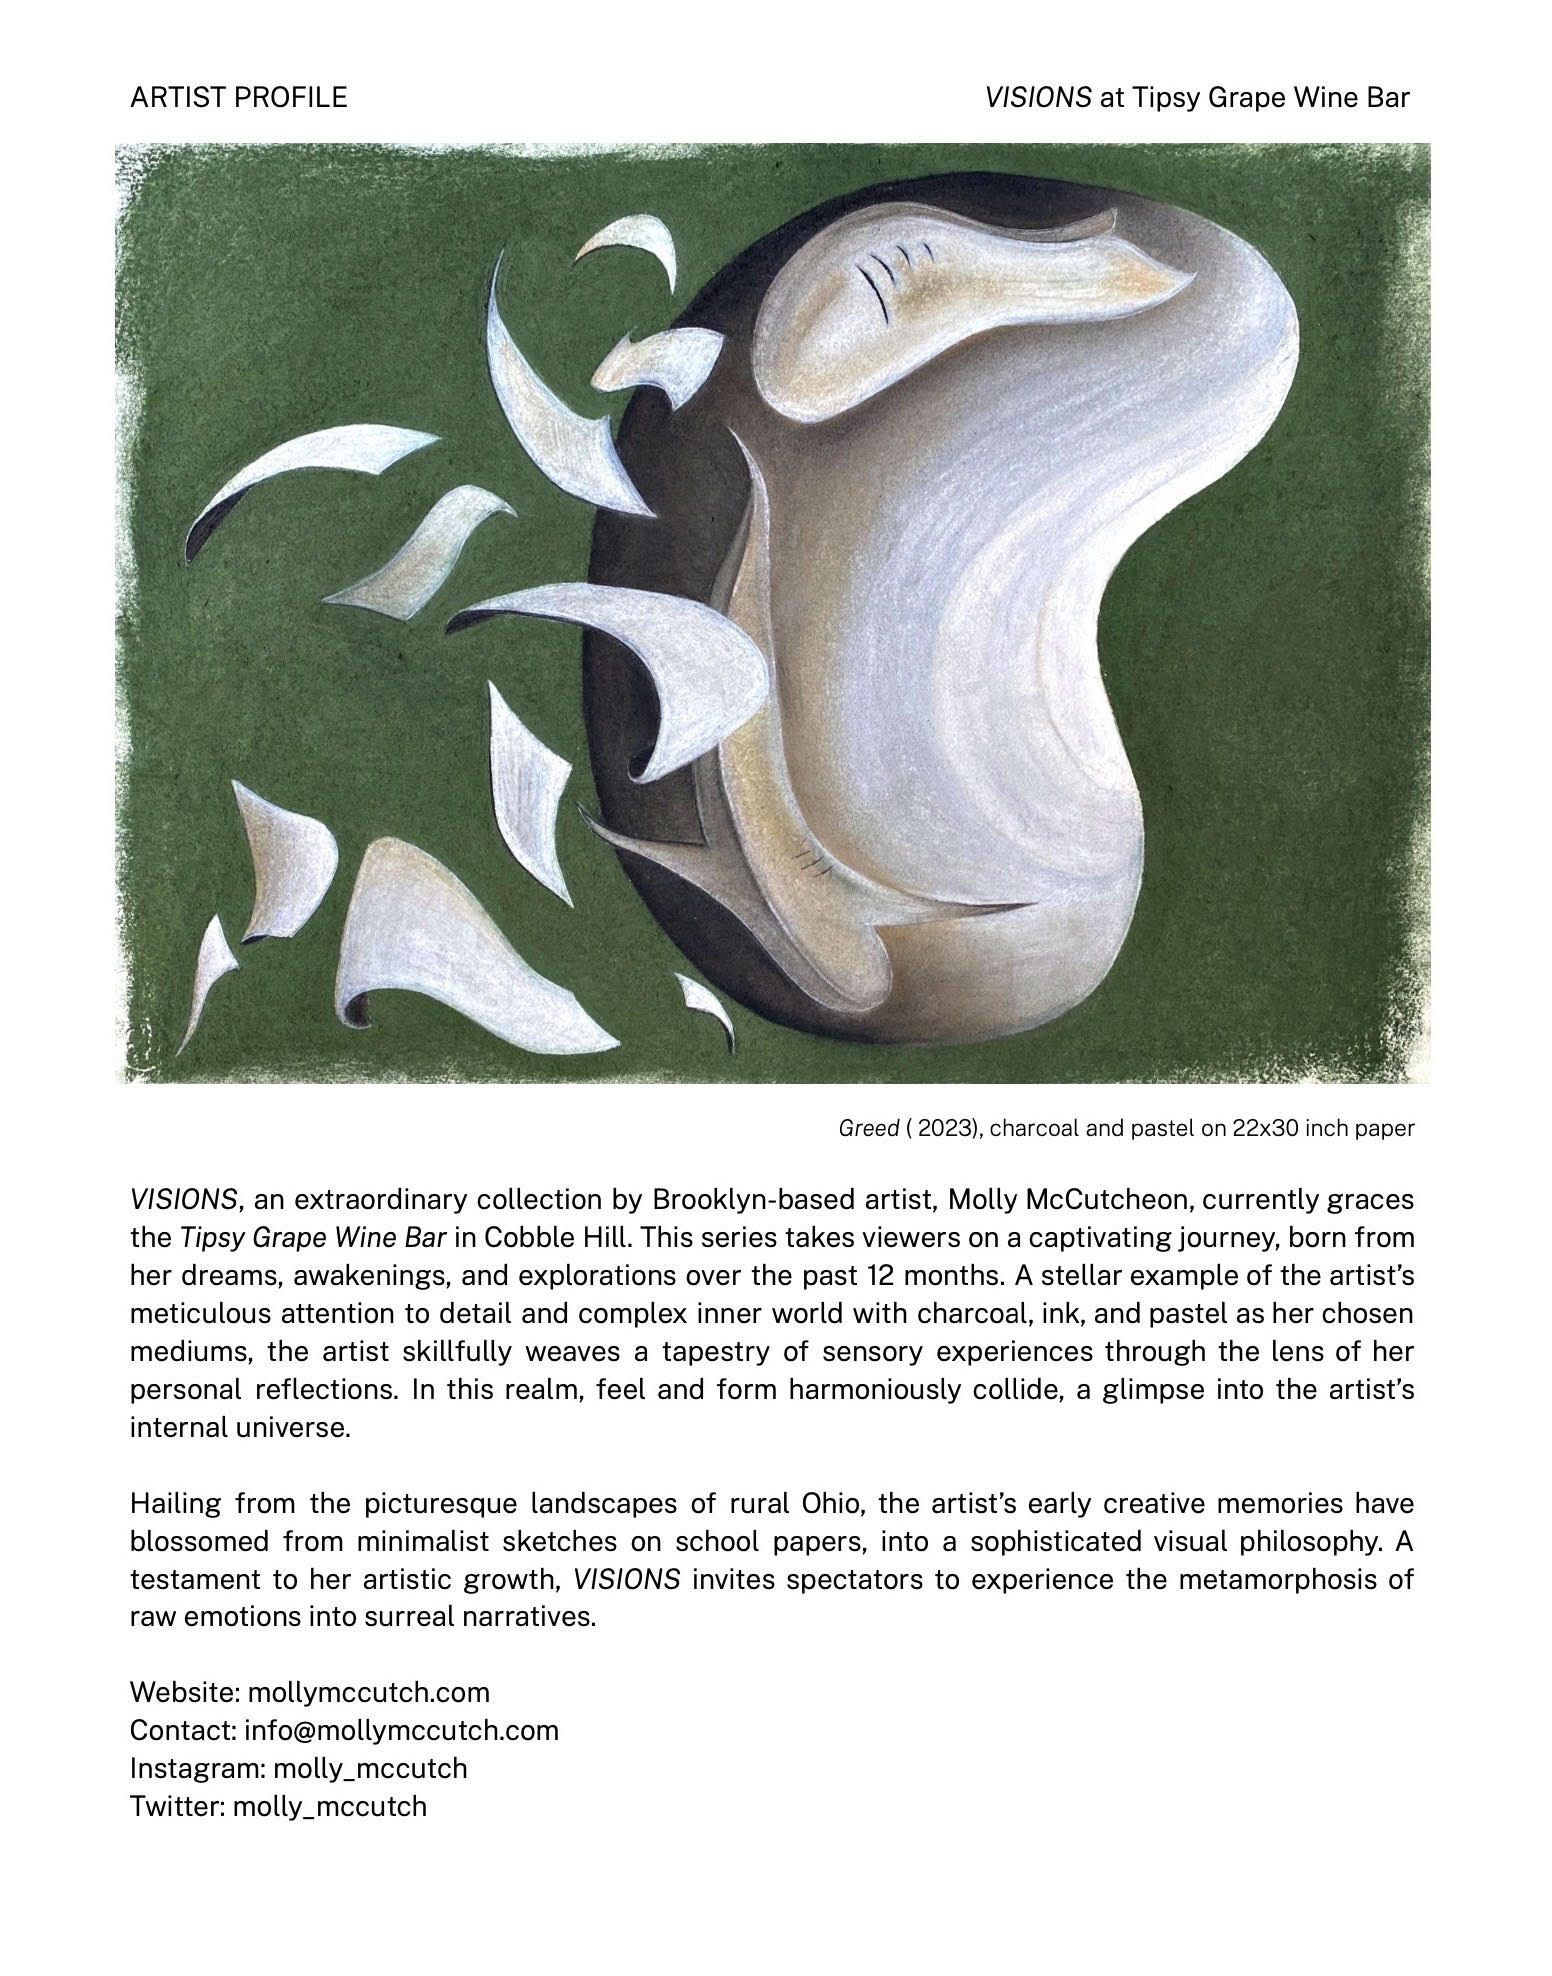 ARTIST PROFILE
VISIONS at Tipsy Grape Wine Bar
Greed ( 2023), charcoal and pastel on 22x30 inch paper
VISIONS, an extraordinary collection by Brooklyn-based artist, Molly McCutcheon, currently graces
the Tipsy Grape Wine Bar in Cobble Hill. This series takes viewers on a captivating journey, born from
her dreams, awakenings, and explorations over the past 12 months. A stellar example of the artist’s
meticulous attention to detail and complex inner world with charcoal, ink, and pastel as her chosen
mediums, the artist skillfully weaves a tapestry of sensory experiences through the lens of her
personal reflections. In this realm, feel and form harmoniously collide, a glimpse into the artist’s
internal universe.
Hailing from the picturesque landscapes of rural Ohio, the artist’s early creative memories have
blossomed from minimalist sketches on school papers, into a sophisticated visual philosophy. A
testament to her artistic growth, VISIONS invites spectators to experience the metamorphosis of
raw emotions into surreal narratives.
Website: mollymccutch.com
Contact: info@mollymccutch.com
Instagram: molly_mccutch
Twitter: molly_mccutch